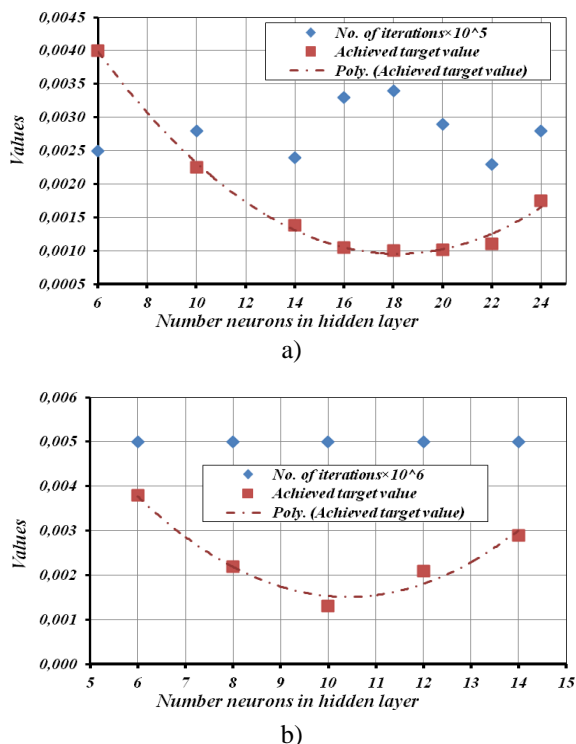 0,0045
0,0040
0,0035
0,0030
0,0025
0,0020
0,0015
0,0010
0,0005
Values
No. of iterations×10^5
Achieved target value
Poly. (Achieved target value)
6 8 10 12 14 16 18 20 22 24
Number neurons in hidden layer
a)
0,006
0,005
0,004
0,003
0,002
0,001
0,000
Values
No. of iterations×10^6
Achieved target value
Poly. (Achieved target value)
5 6 7 8 9 10 11 12 13 14 15
Number neurons in hidden layer
b)